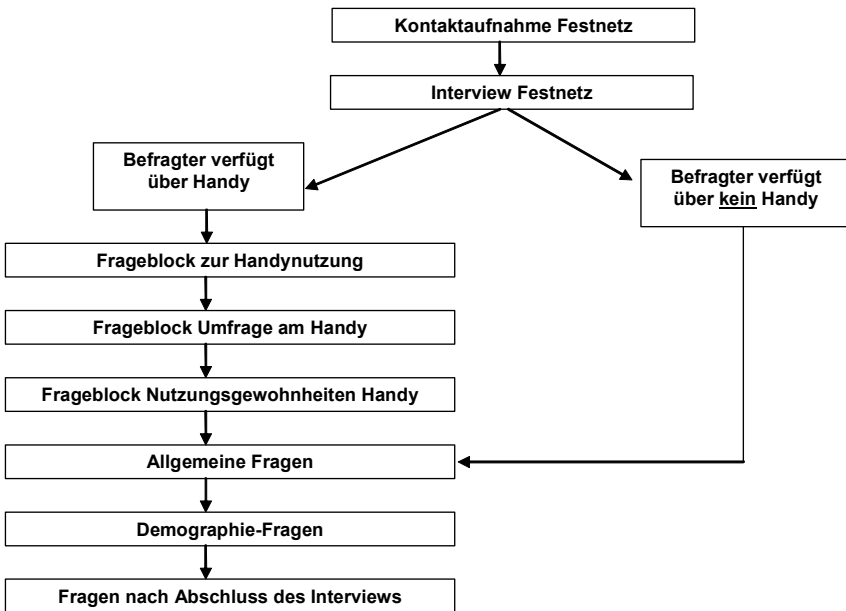 Kontaktaufnahme Festnetz
Interview Festnetz
Befragter verfügt
über Handy
Befragter verfügt
über kein Handy
Frageblock zur Handynutzung
Frageblock Umfrage am Handy
Frageblock Nutzungsgewohnheiten Handy
Allgemeine Fragen
Demographie-Fragen
Fragen nach Abschluss des Interviews